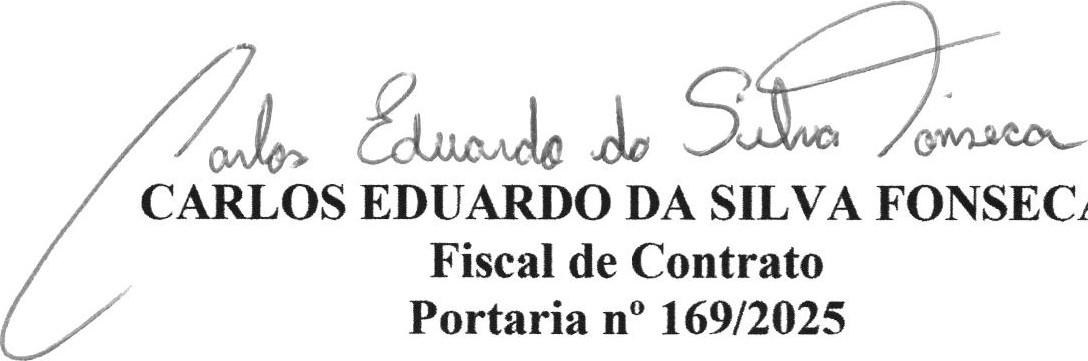 Carlos Eduardo da Silva Fonseca
CARLOS EDUARDO DA SILVA FONSECA
Fiscal de Contrato
Portaria nº 169/2025